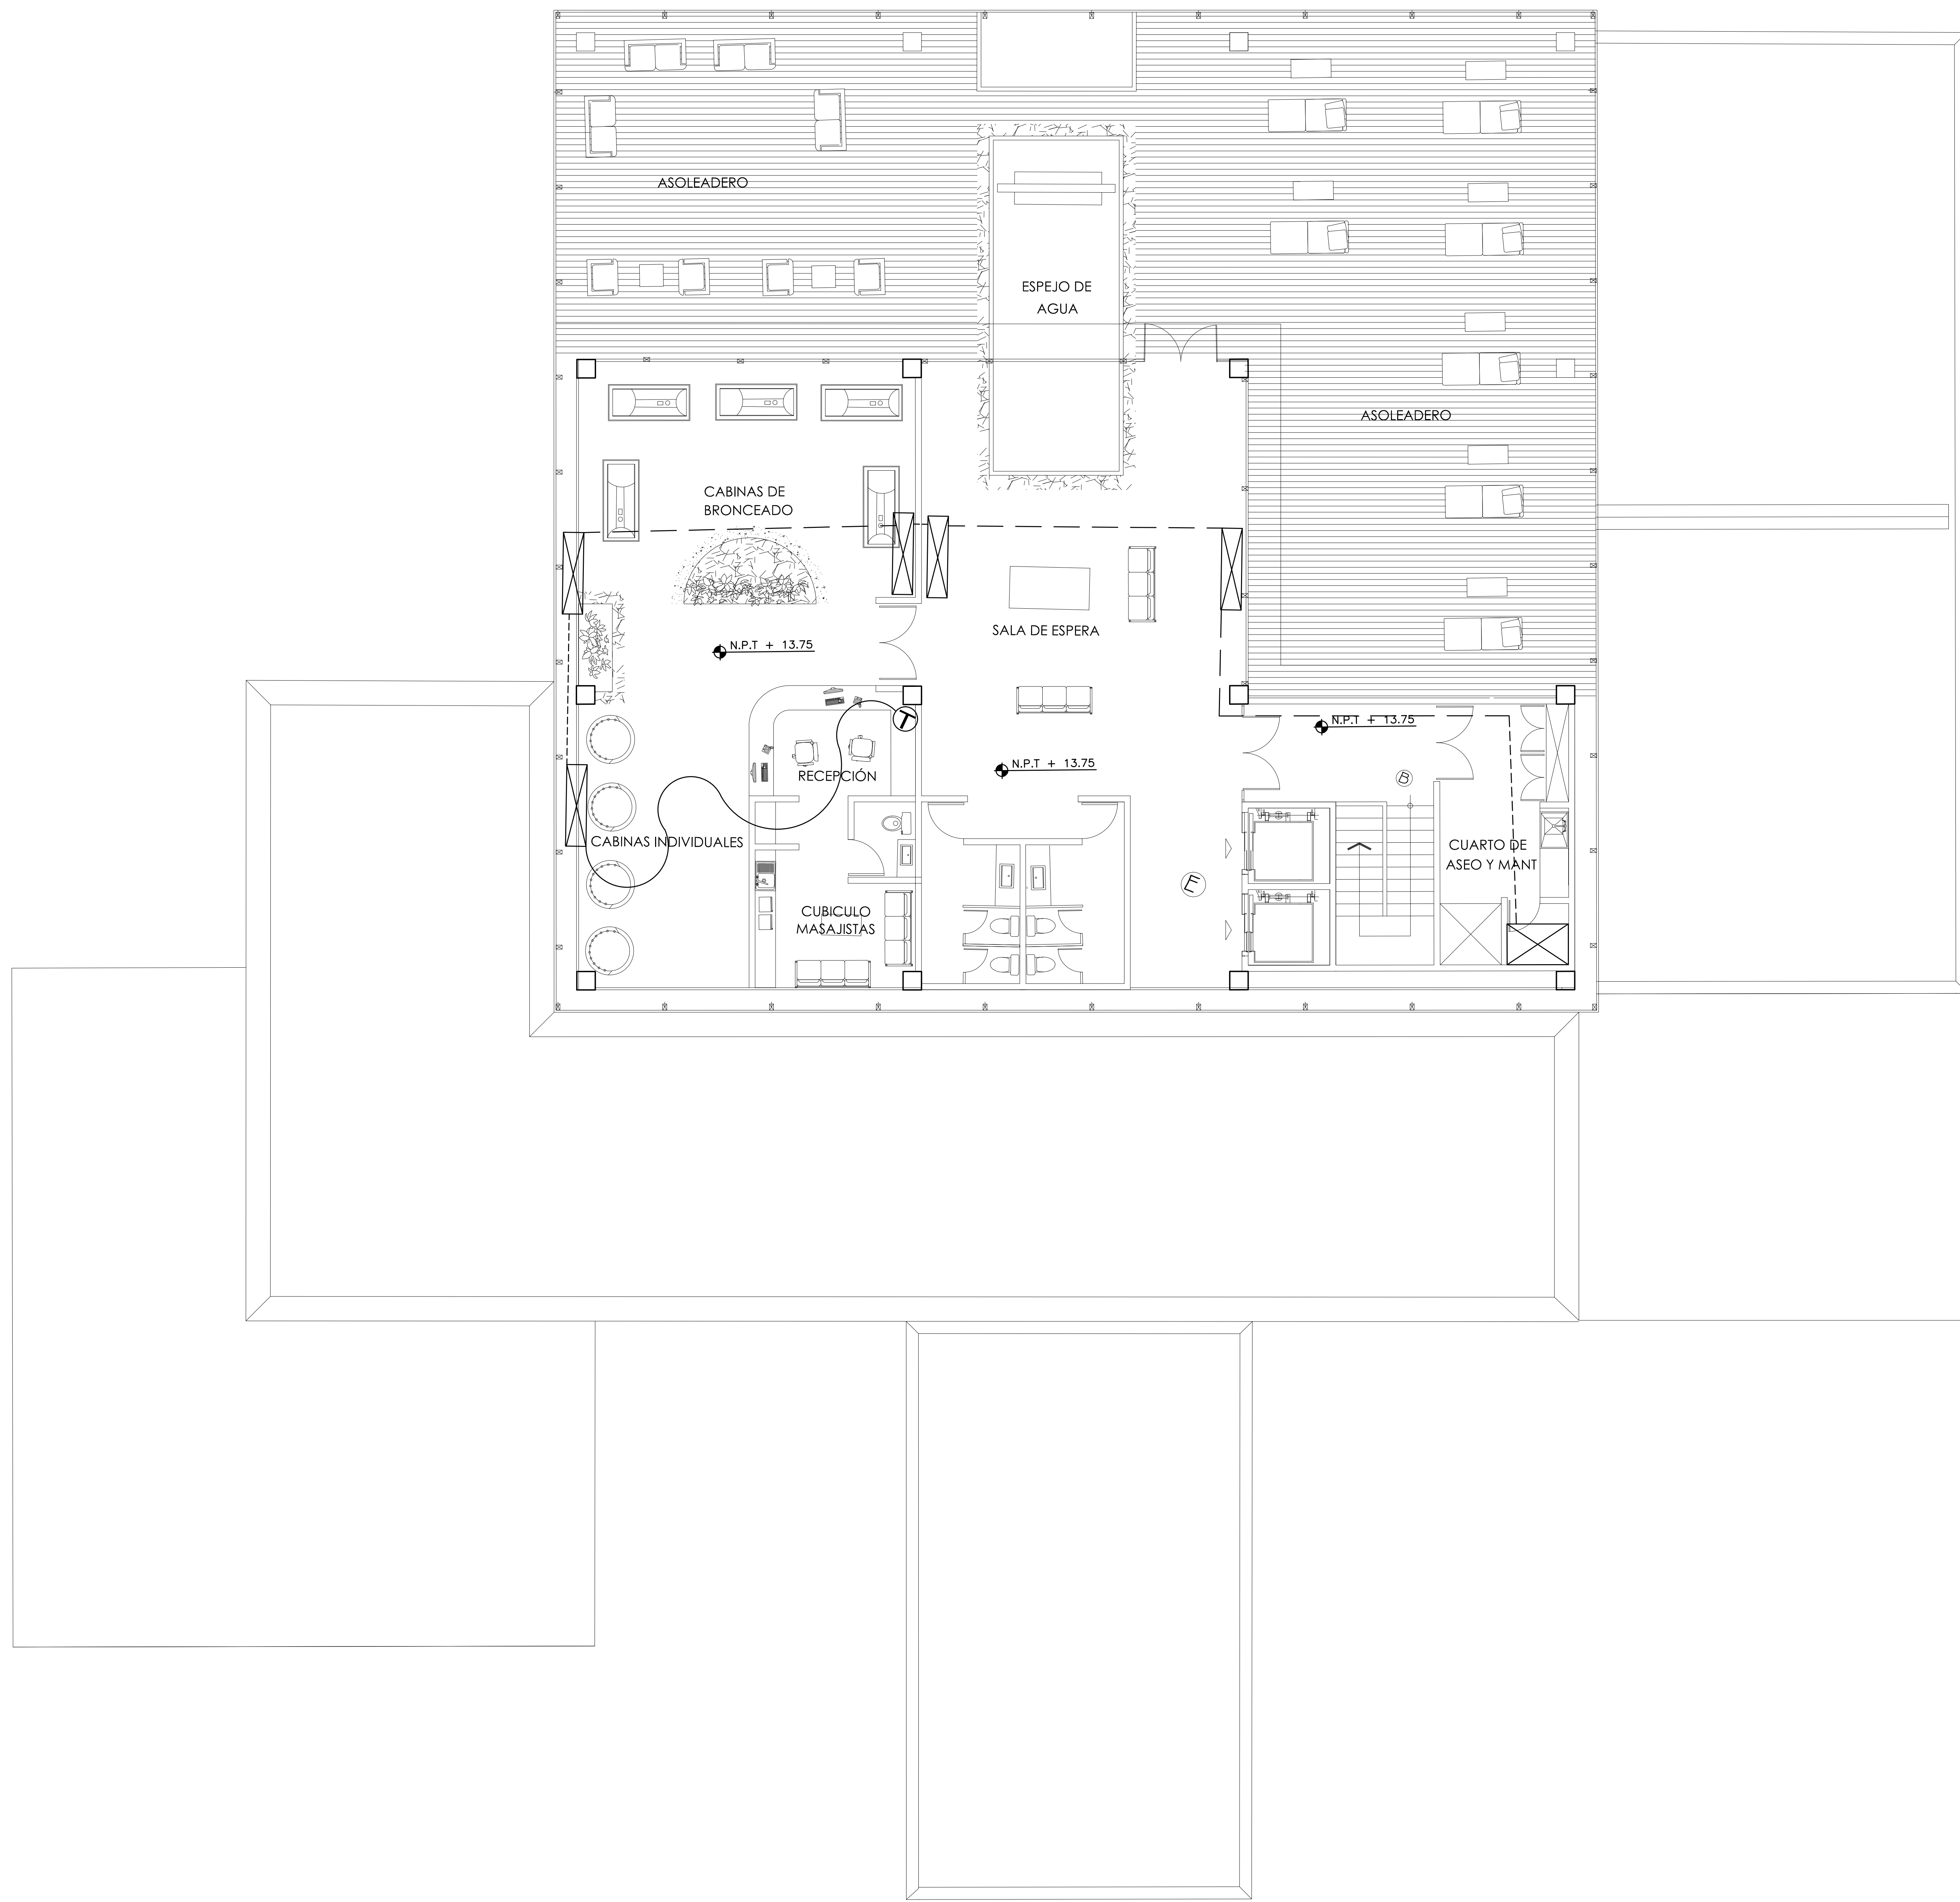 ASOLEADERO
ESPEJO DE
AGUA
ASOLEADERO
CABINAS DE
BRONCEADO
SALA DE ESPERA
N.P.T + 13.75
T
N.P.T + 13.75
N.P.T + 13.75
RECEPCIÓN
B
CABINAS INDIVIDUALES
CUARTO DE
ASEO Y MANT
E
CUBICULO
MASAJISTAS